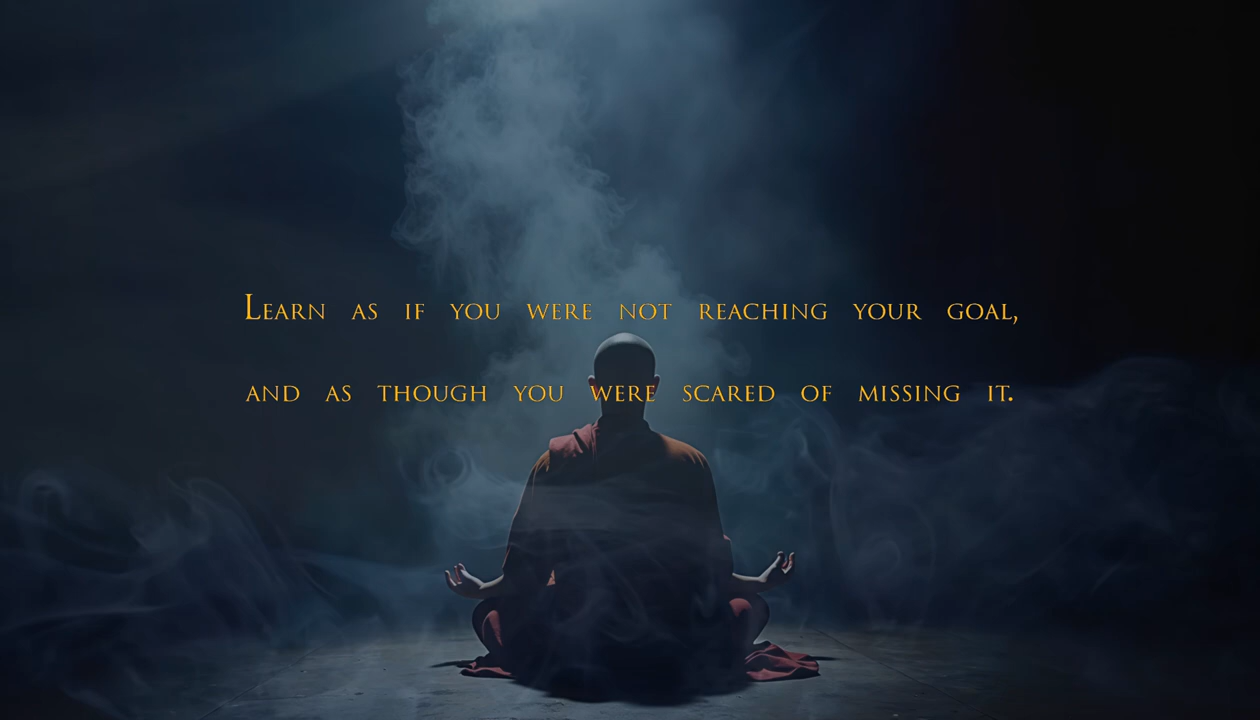 Learn as if you were not reaching your goal,
and as though you were scared of missing it.